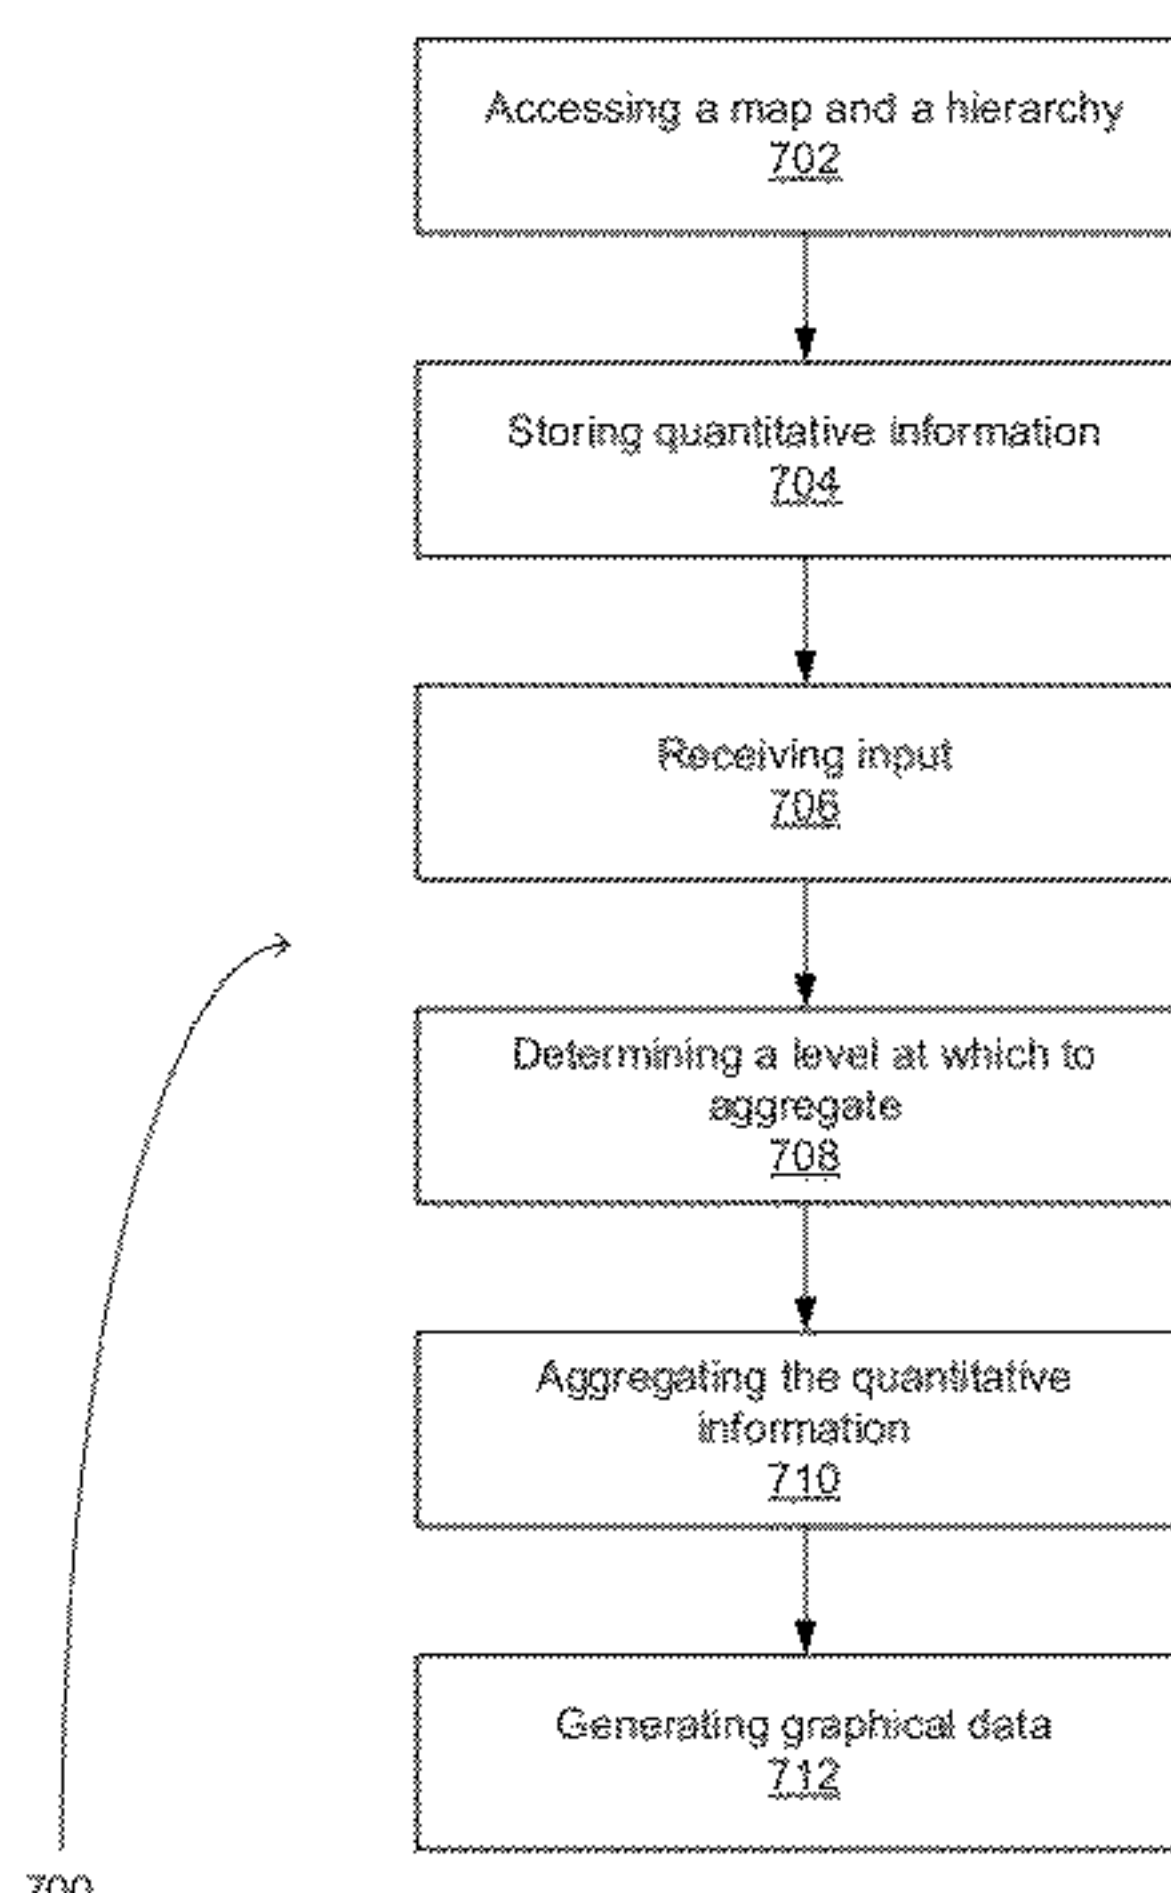 Accessing a map and a hierarchy
702
Storing quantitative information
704
Receiving input
706
Determining a level at which to
aggregate
708
Aggregating the quantitative
information
710
Generating graphical data
712
700